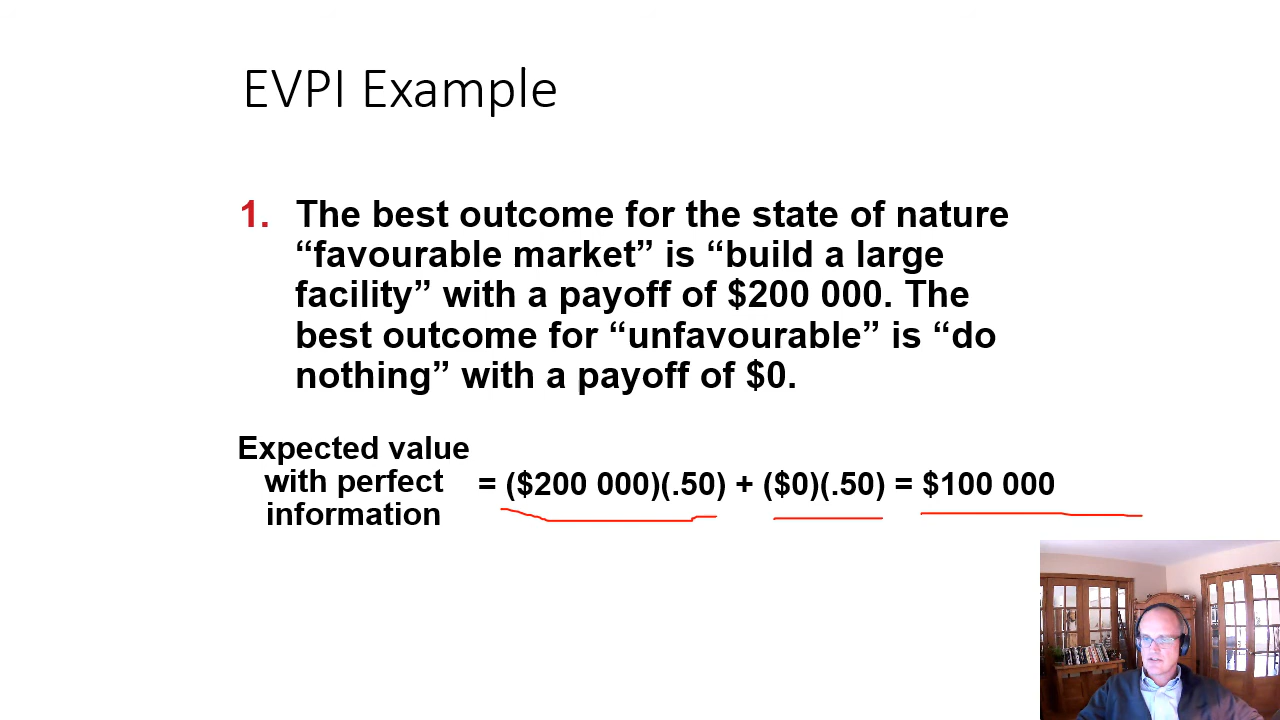 EVPI Example
1. The best outcome for the state of nature
“favourable market” is “build a large
facility” with a payoff of $200 000. The
best outcome for “unfavourable” is “do
nothing” with a payoff of $0.
Expected value
with perfect
information
= ($200 000)(.50) + ($0)(.50) = $100 000